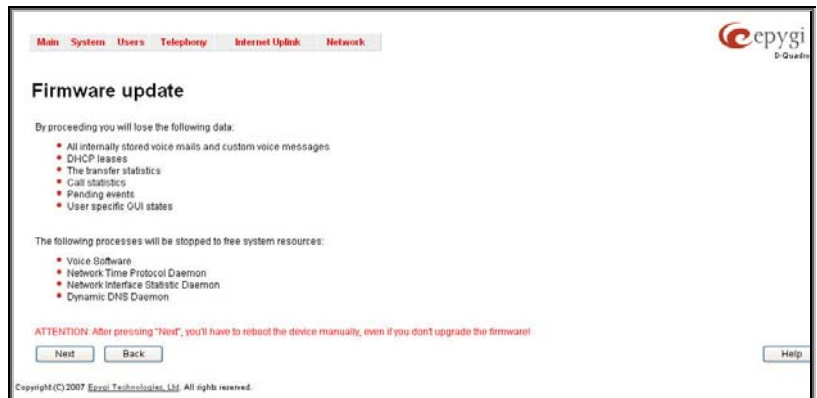 Main System Users Telephony Internet Uplink Network
epygi
D-Quadro
Firmware update
By proceeding you will lose the following data:
All internally stored voice mails and custom voice messages
DHCP leases
The transfer statistics
Call statistics
Pending events
User specific GUI states
The following processes will be stopped to free system resources:
Voice Software
Network Time Protocol Daemon
Network Interface Statistic Daemon
Dynamic DNS Daemon
ATTENTION: After pressing "Next", you'll have to reboot the device manually, even if you don't upgrade the firmware!
Next Back Help
Copyright (C) 2007 Epygi Technologies, Ltd. All rights reserved.